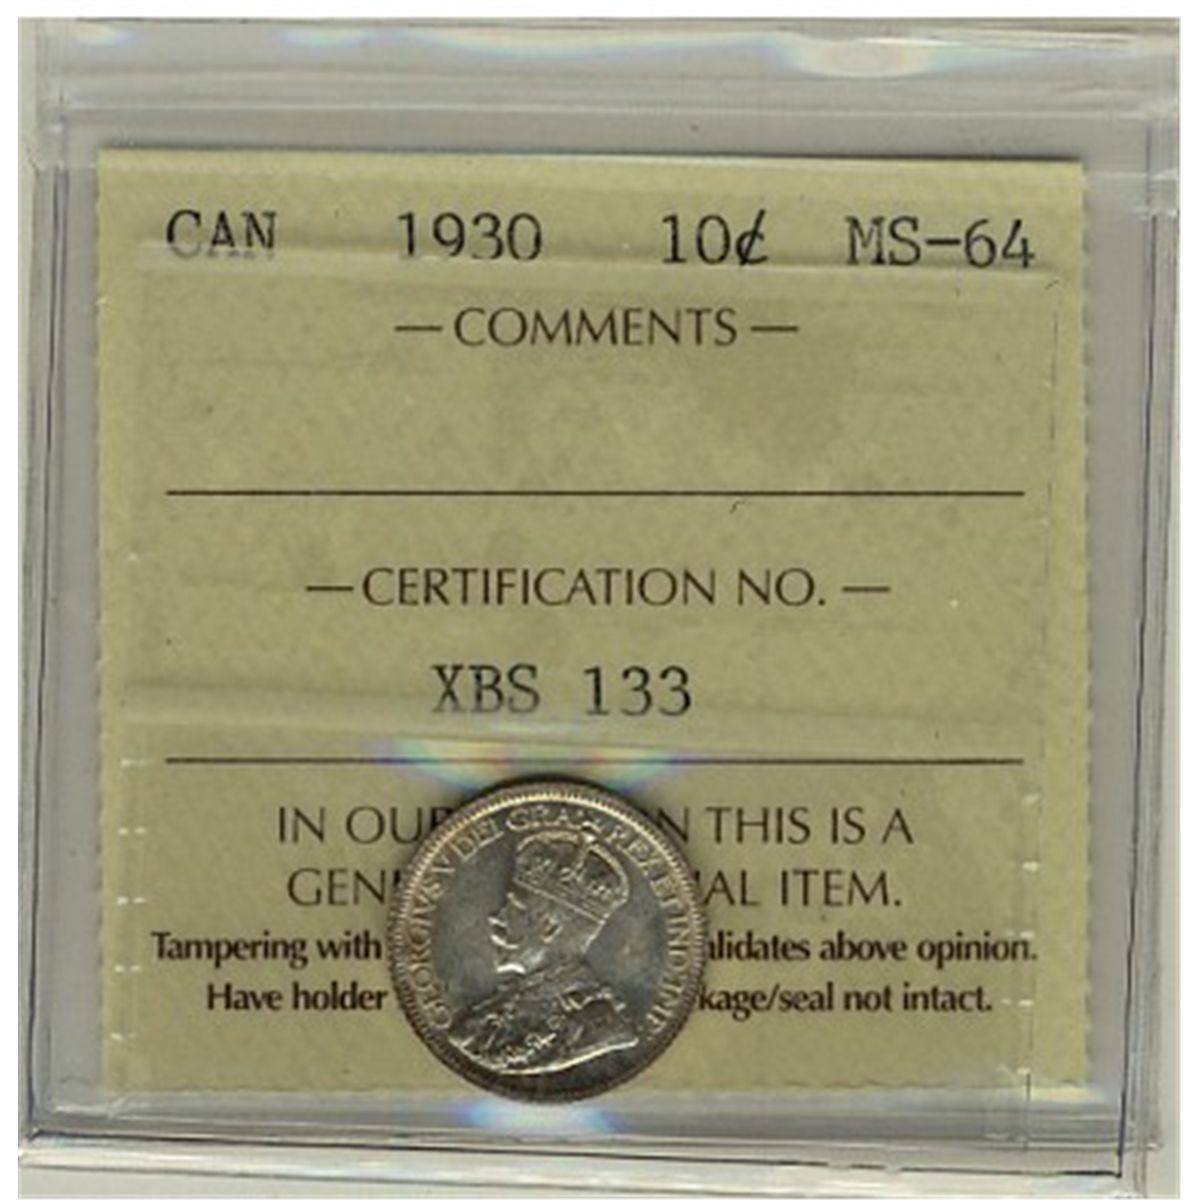 CAN 1930 10¢ MS-64
— COMMENTS —
— CERTIFICATION NO. —
XBS 133
IN OUR N THIS IS A
GEN AL ITEM.
Tampering with lidates above opinion.
Have holder kage/seal not intact.
GEORGIVS V DEI GRA: REX ET IND:IMP: